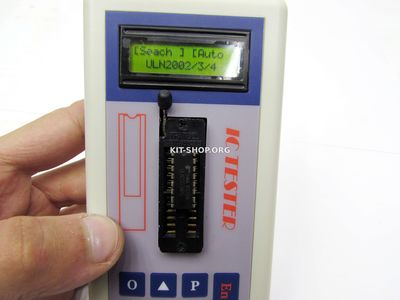 [Seach ] [Auto
ULN2002/3/4
KIT-SHOP.ORG
IC TESTER
O
P
En